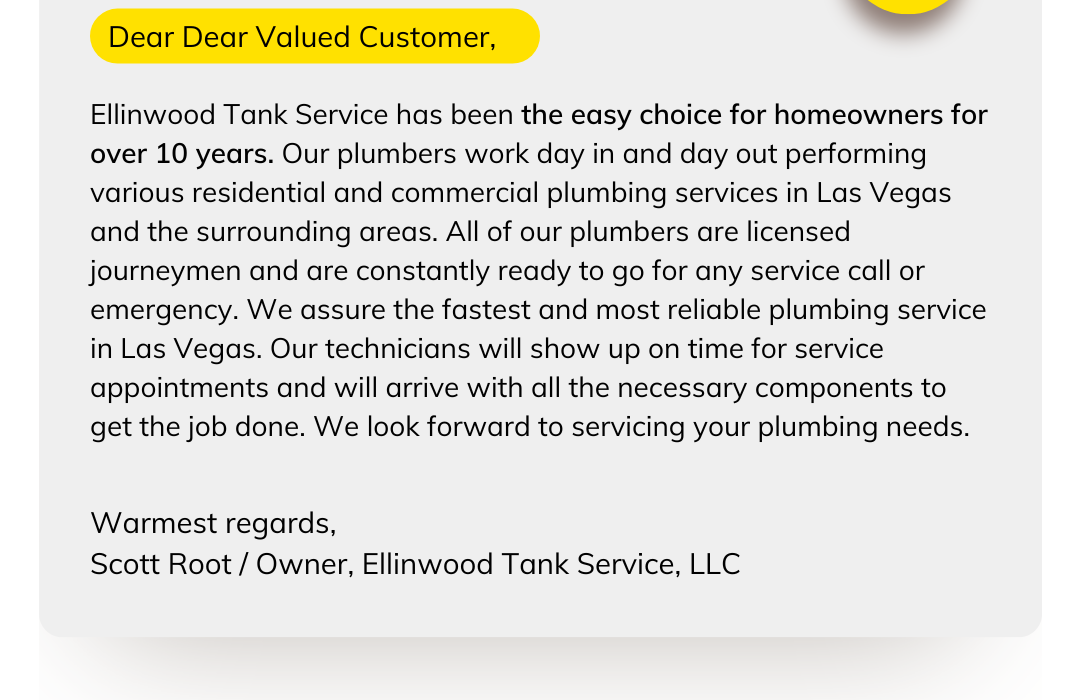 Dear Dear Valued Customer,
Ellinwood Tank Service has been the easy choice for homeowners for
over 10 years. Our plumbers work day in and day out performing
various residential and commercial plumbing services in Las Vegas
and the surrounding areas. All of our plumbers are licensed
journeymen and are constantly ready to go for any service call or
emergency. We assure the fastest and most reliable plumbing service
in Las Vegas. Our technicians will show up on time for service
appointments and will arrive with all the necessary components to
get the job done. We look forward to servicing your plumbing needs.
Warmest regards,
Scott Root / Owner, Ellinwood Tank Service, LLC